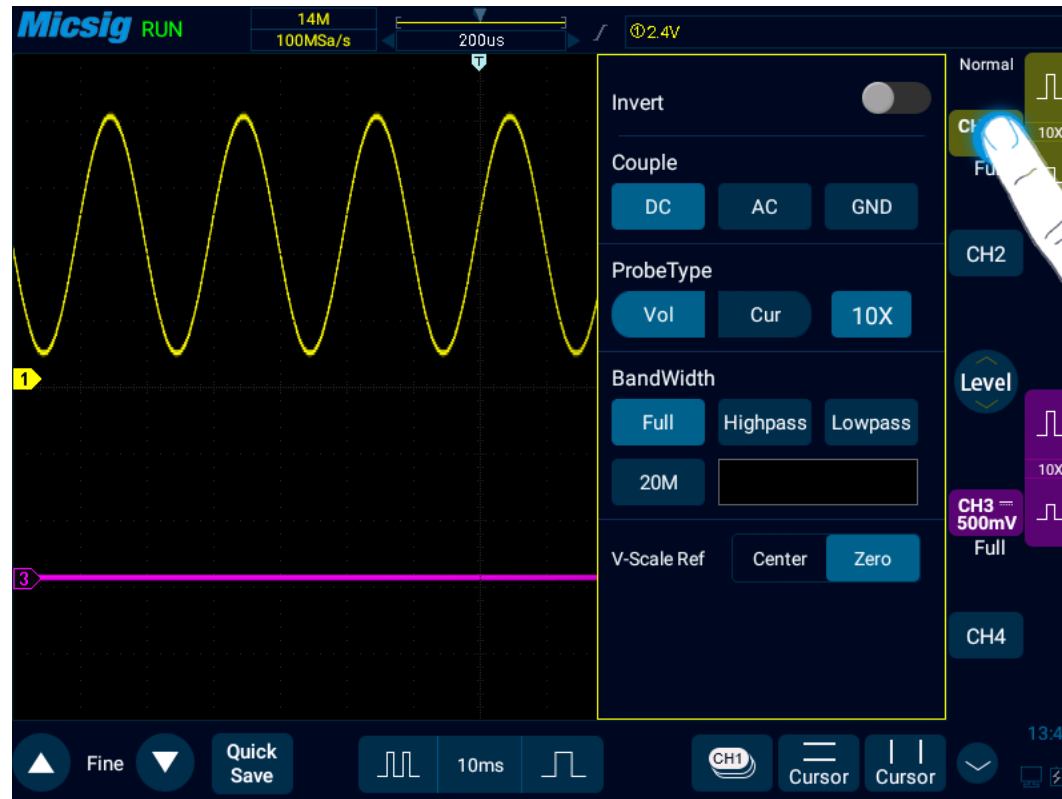 Micsig RUN
14M
100MSa/s
200us
①2.4V
T
Normal
10X
Full
CH2
Level
10X
CH3
500mV
Full
CH4
Invert
Couple
DC AC GND
ProbeType
Vol Cur 10X
BandWidth
Full Highpass Lowpass
20M
V-Scale Ref Center Zero
1
3
Fine
Quick
Save
10ms
CH1
Cursor
Cursor